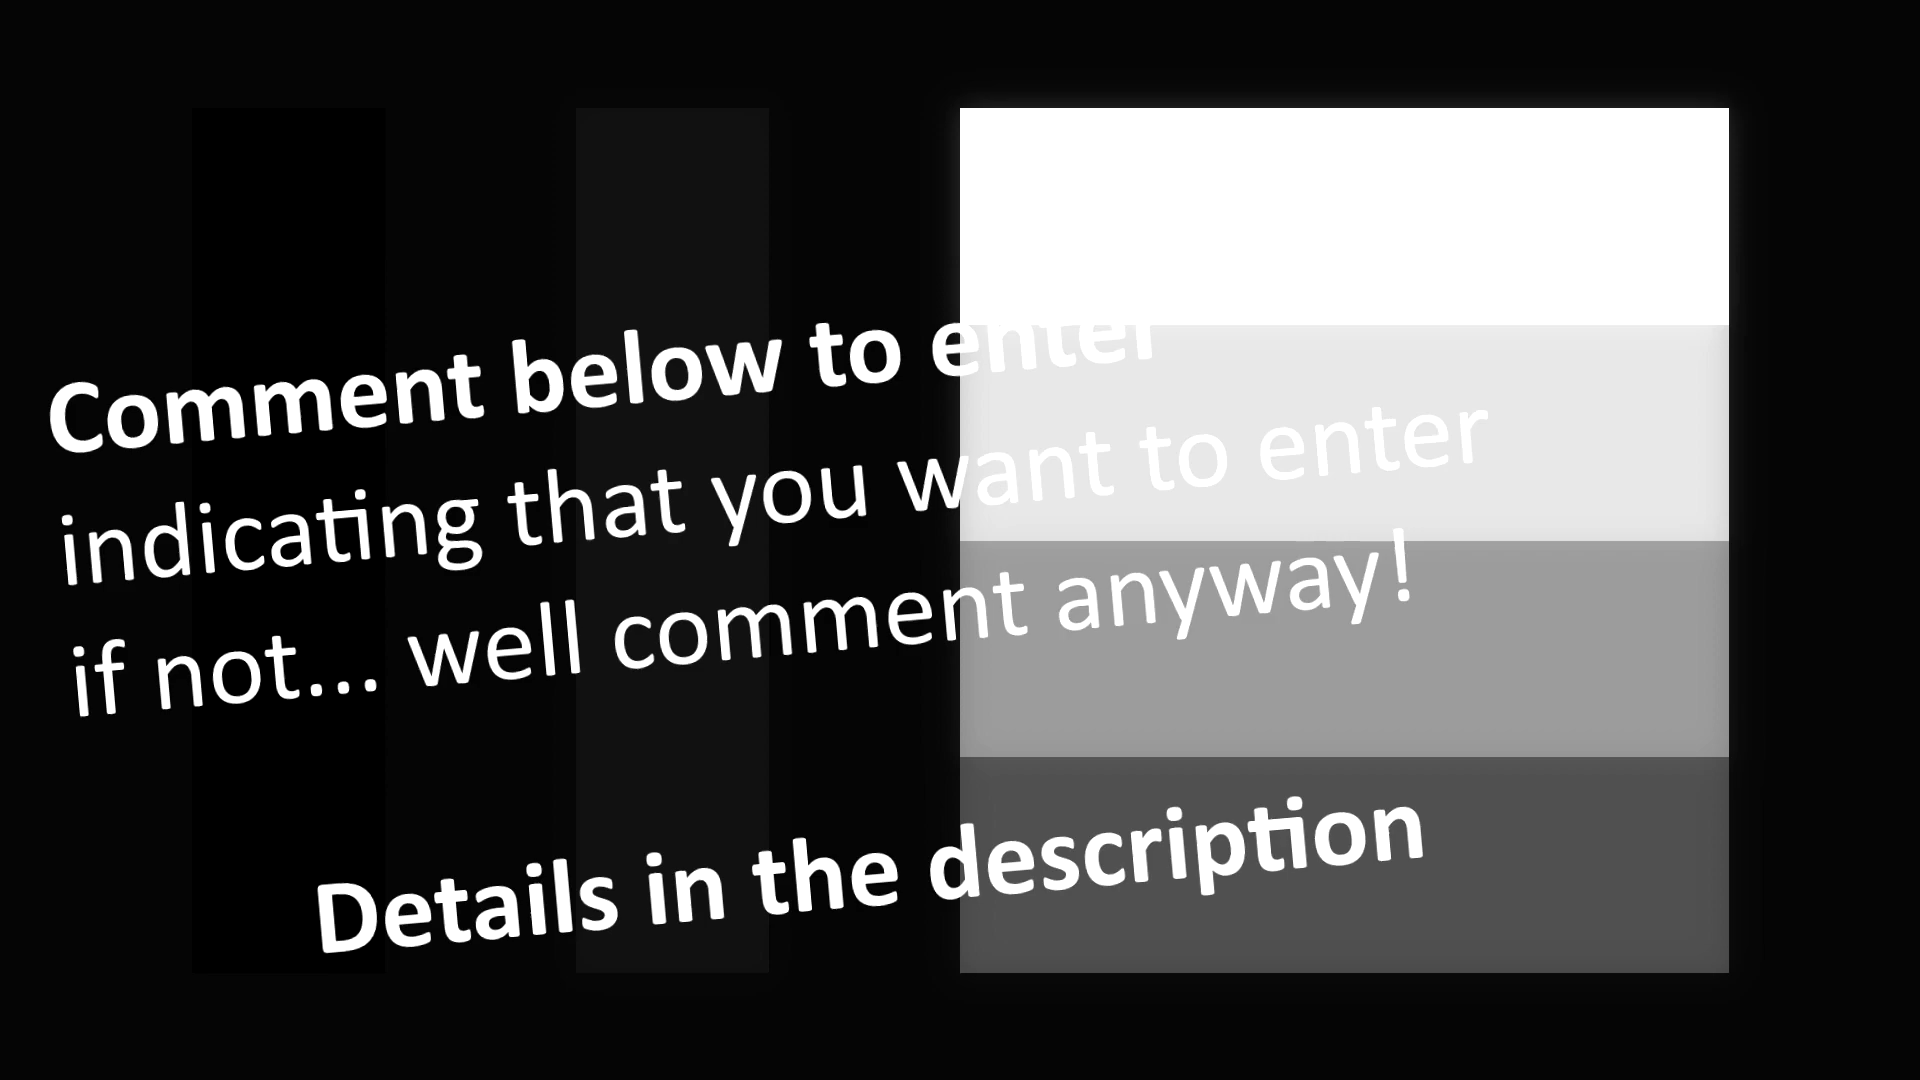 Comment below to enter
indicating that you want to enter
if not... well comment anyway!
Details in the description